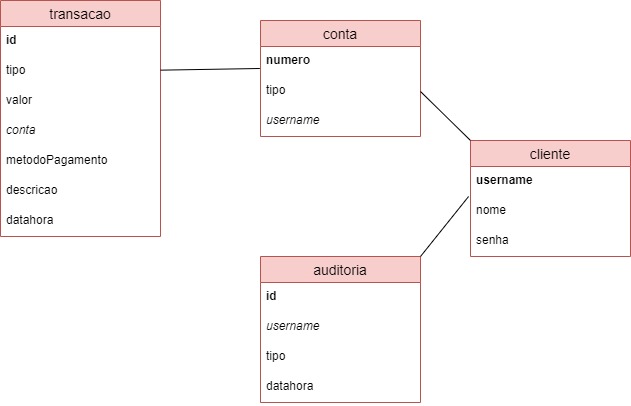 transacao
id
tipo
valor
conta
metodoPagamento
descricao
datahora
conta
numero
tipo
username
cliente
username
nome
senha
auditoria
id
username
tipo
datahora